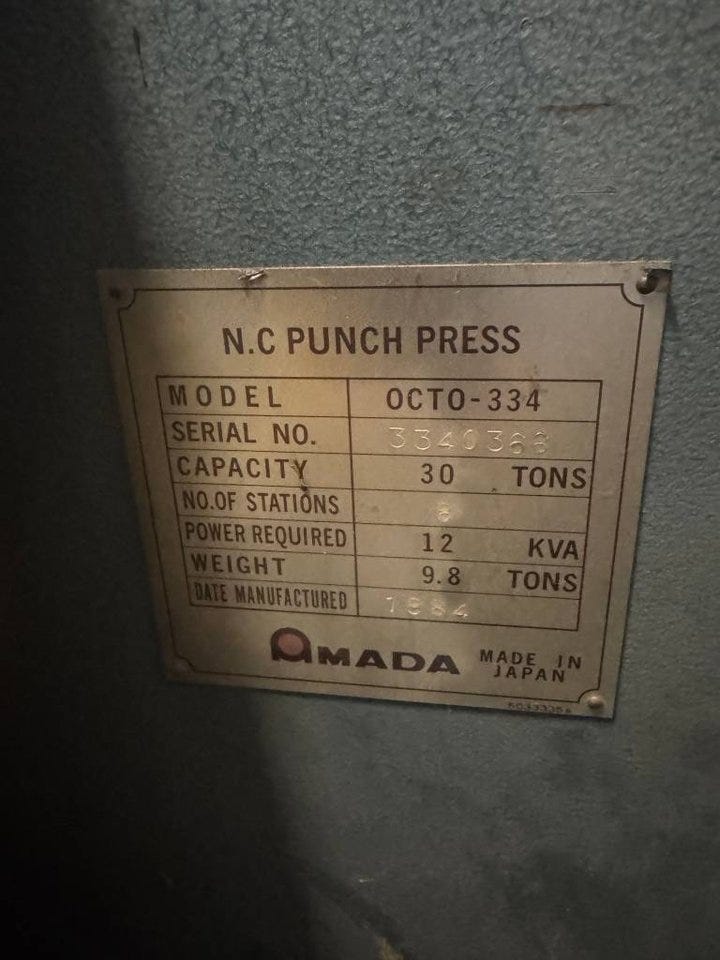 N.C PUNCH PRESS
MODEL OCTO-334
SERIAL NO.
CAPACITY 30 TONS
NO.OF STATIONS 8
POWER REQUIRED 12 KVA
WEIGHT 9.8 TONS
DATE MANUFACTURED 1984
AMADA MADE IN
JAPAN